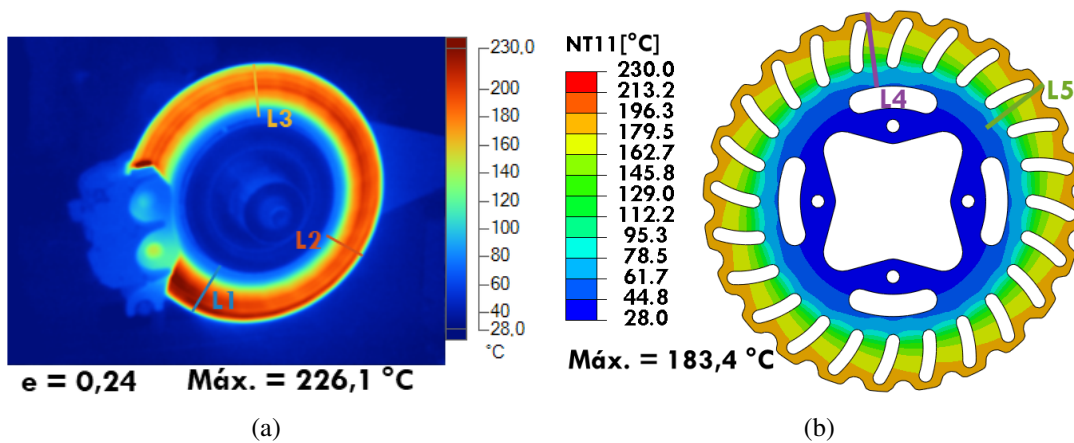 230,0
200
180
160
140
120
100
80
60
40
28,0
°C
L3
L2
L1
e = 0,24 Máx. = 226,1 °C
(a)
NT11[°C]
230.0
213.2
196.3
179.5
162.7
145.8
129.0
112.2
95.3
78.5
61.7
44.8
28.0
Máx. = 183,4 °C
L4
L5
(b)